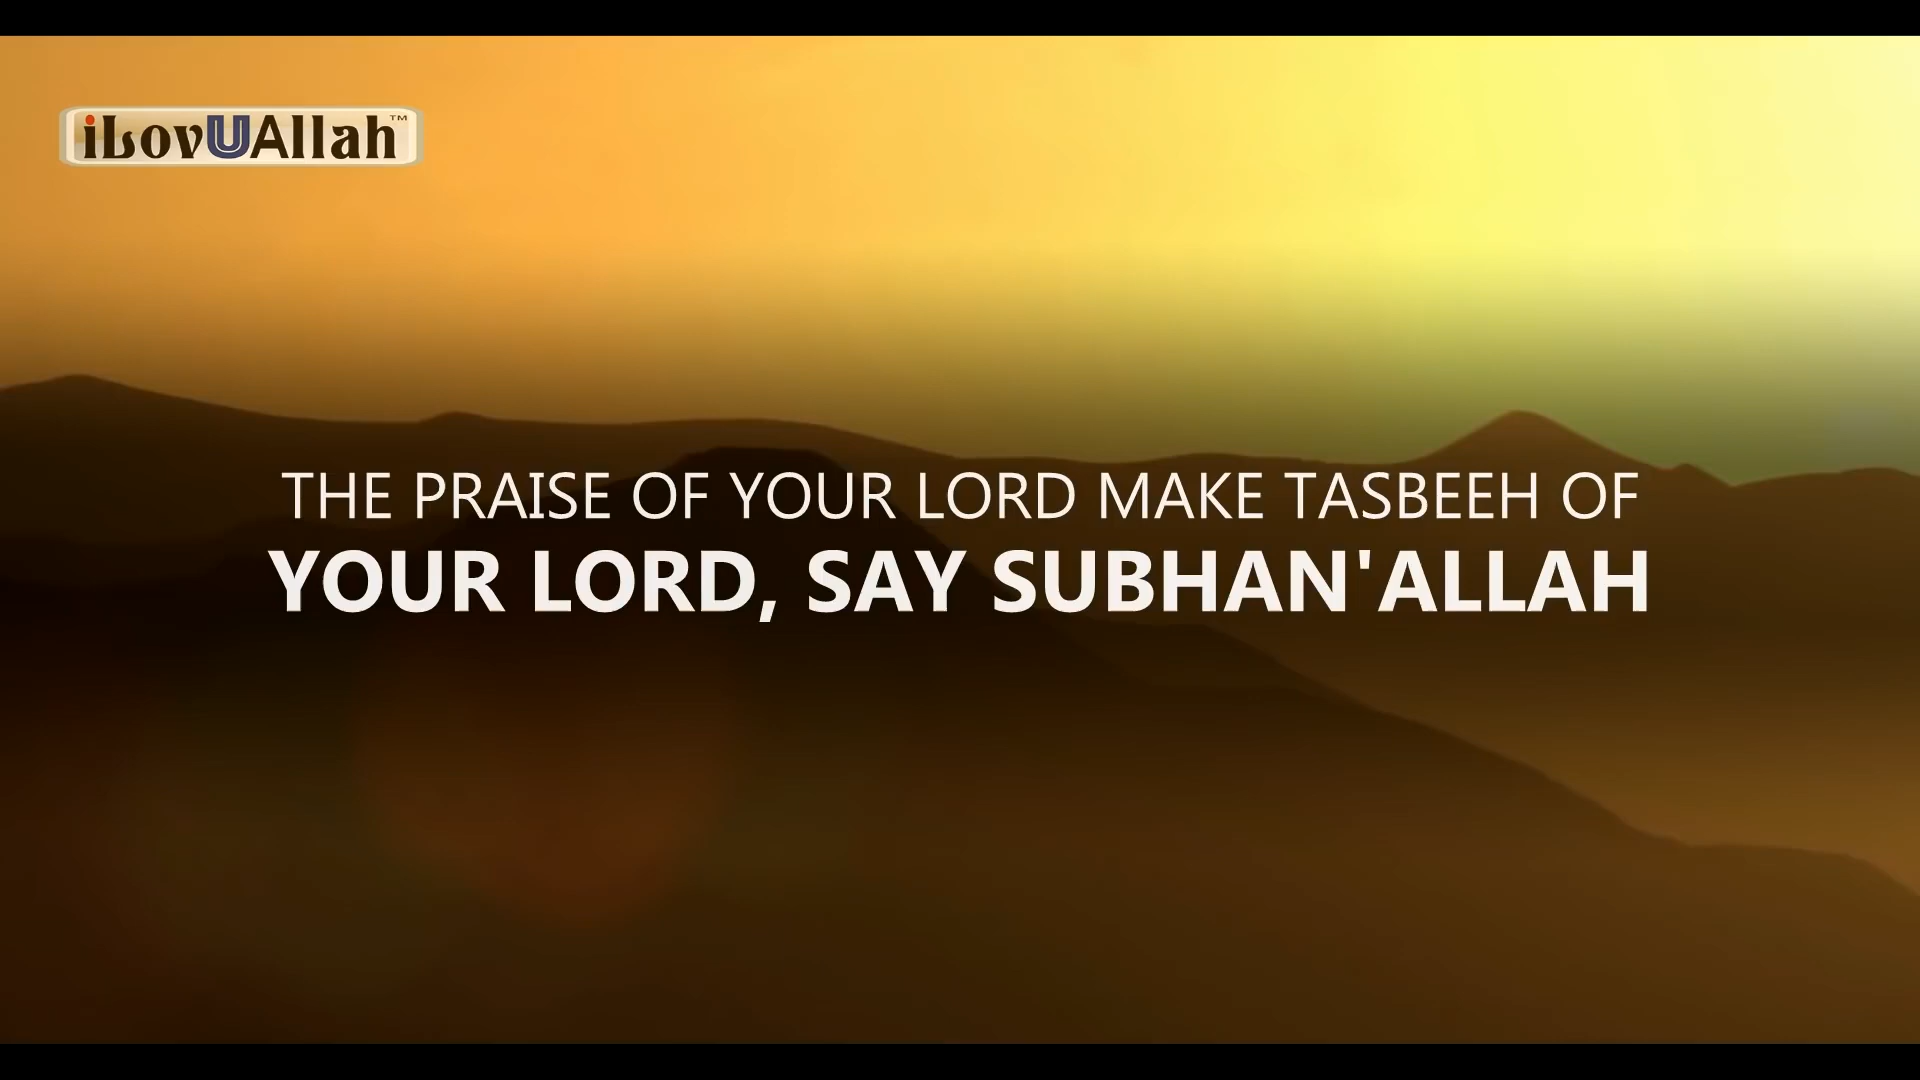 iLovUAllah™
THE PRAISE OF YOUR LORD MAKE TASBEEH OF
YOUR LORD, SAY SUBHAN'ALLAH